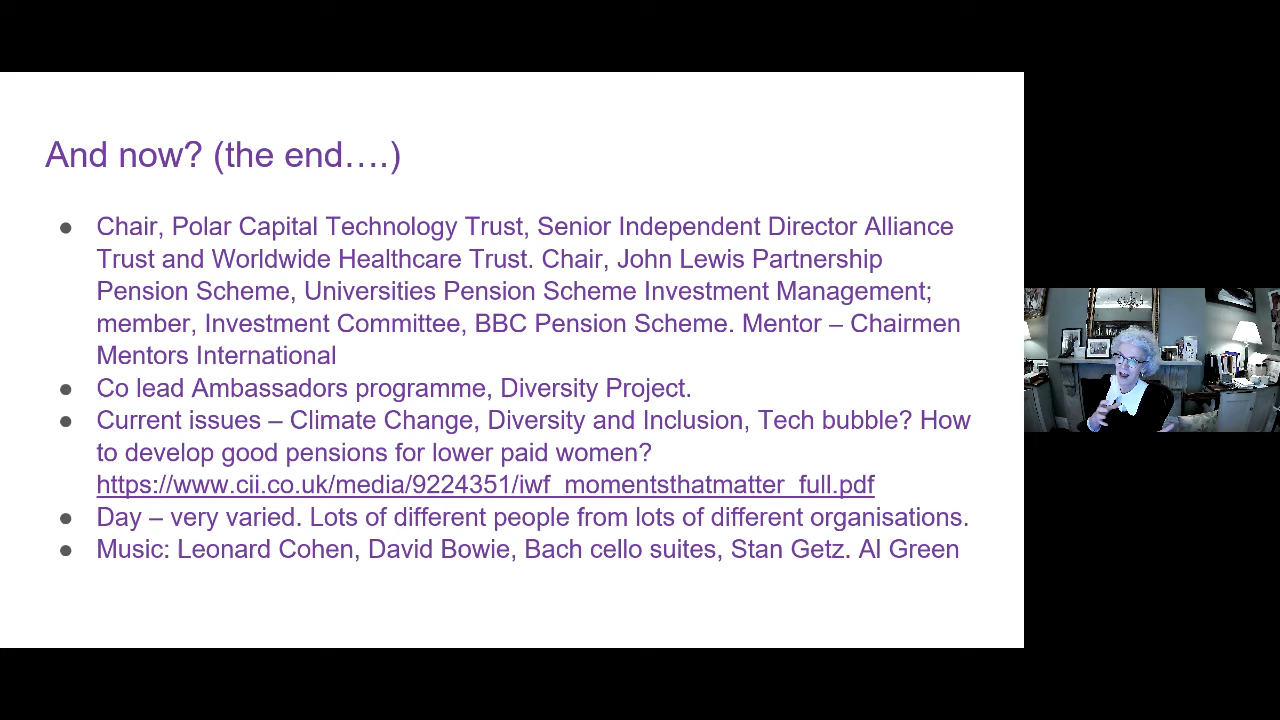 And now? (the end….)
● Chair, Polar Capital Technology Trust, Senior Independent Director Alliance
Trust and Worldwide Healthcare Trust. Chair, John Lewis Partnership
Pension Scheme, Universities Pension Scheme Investment Management;
member, Investment Committee, BBC Pension Scheme. Mentor – Chairmen
Mentors International
● Co lead Ambassadors programme, Diversity Project.
● Current issues – Climate Change, Diversity and Inclusion, Tech bubble? How
to develop good pensions for lower paid women?
https://www.cii.co.uk/media/9224351/iwf_momentsthatmatter_full.pdf
● Day – very varied. Lots of different people from lots of different organisations.
● Music: Leonard Cohen, David Bowie, Bach cello suites, Stan Getz. Al Green